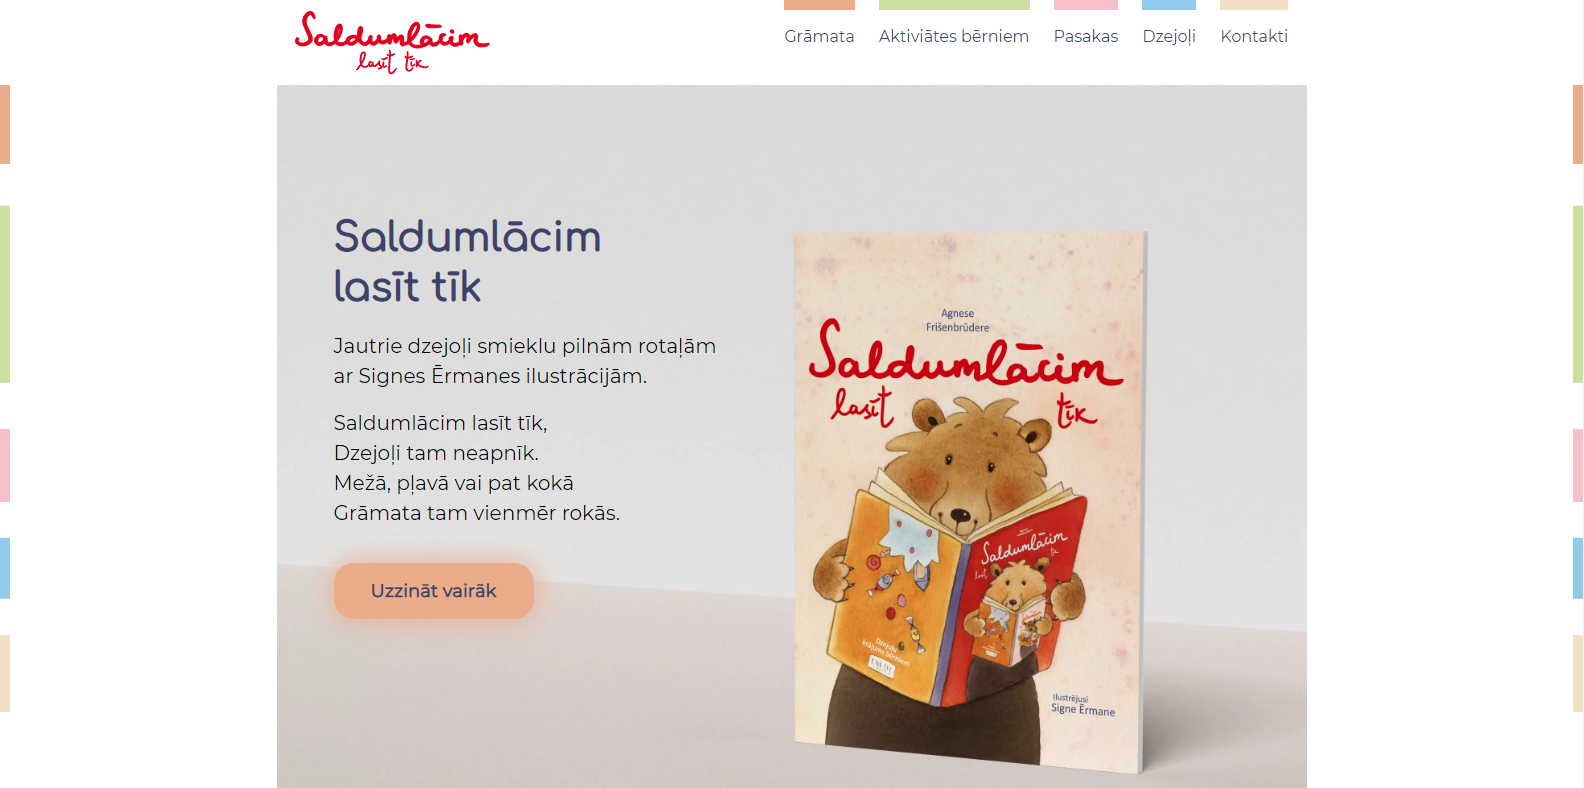 Saldumlācim
lasīt tīk
Grāmata
Aktiviātes bērniem
Pasakas
Dzejoļi
Kontakti
Saldumlācim
lasīt tīk
Jautrie dzejoļi smieklu pilnām rotaļām
ar Signes Ērmanes ilustrācijām.
Saldumlācim lasīt tīk,
Dzejoļi tam neapnīk.
Mežā, pļavā vai pat kokā
Grāmata tam vienmēr rokās.
Uzzināt vairāk
Agnese
Frišenbrūdere
Saldumlācim
lasīt tīk
Saldumlācim
lasīt tīk
Dzejoļu
krājums bērniem
Ilustrējusi
Signe Ērmane